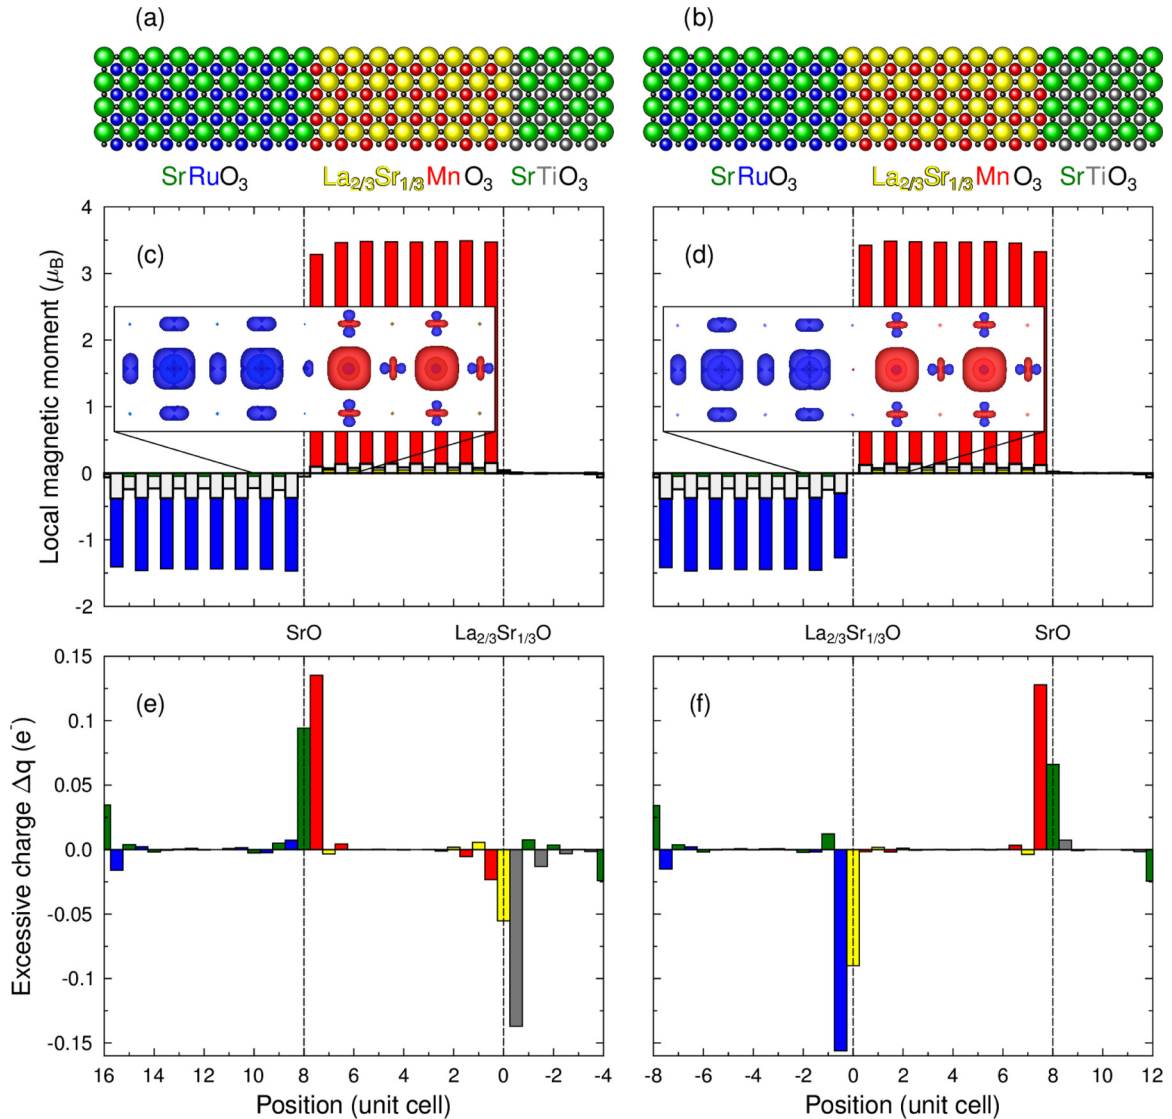 (a) (b)
SrRuO3 La2/3Sr1/3MnO3 SrTiO3 SrRuO3 La2/3Sr1/3MnO3 SrTiO3
4
3
2
1
0
-1
-2
Local magnetic moment (μB)
(c) (d)
SrO La2/3Sr1/3O La2/3Sr1/3O SrO
0.15
0.1
0.05
0.0
-0.05
-0.1
-0.15
Excessive charge Δq (e-)
(e) (f)
16 14 12 10 8 6 4 2 0 -2 -4 -8 -6 -4 -2 0 2 4 6 8 10 12
Position (unit cell) Position (unit cell)